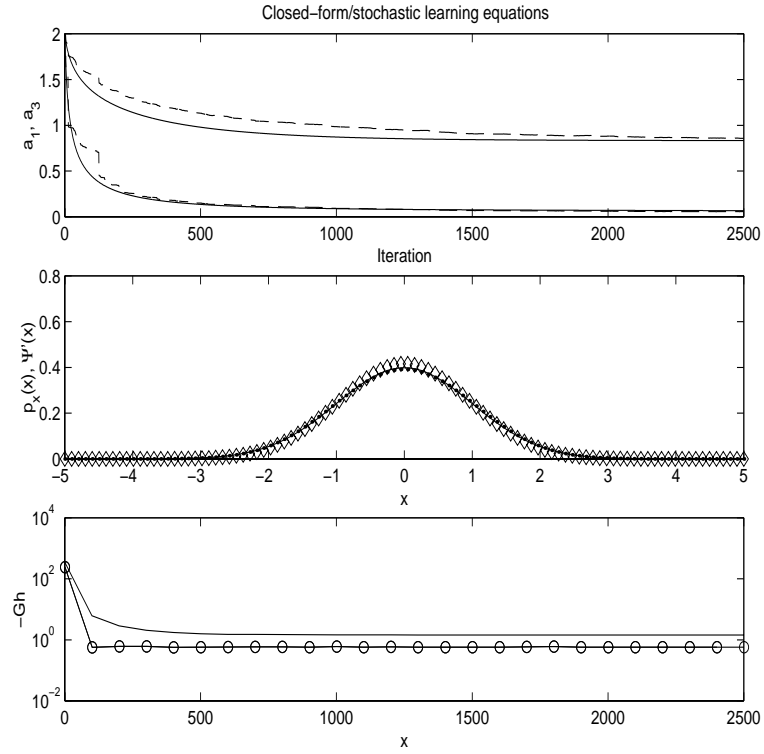 Closed−form/stochastic learning equations
a1, a3
2
1.5
1
0.5
0
0 500 1000 1500 2000 2500
Iteration
px(x), Ψ'(x)
0.8
0.6
0.4
0.2
0
−5 −4 −3 −2 −1 0 1 2 3 4 5
x
−Gh
10^4
10^2
10^0
10^−2
0 500 1000 1500 2000 2500
x